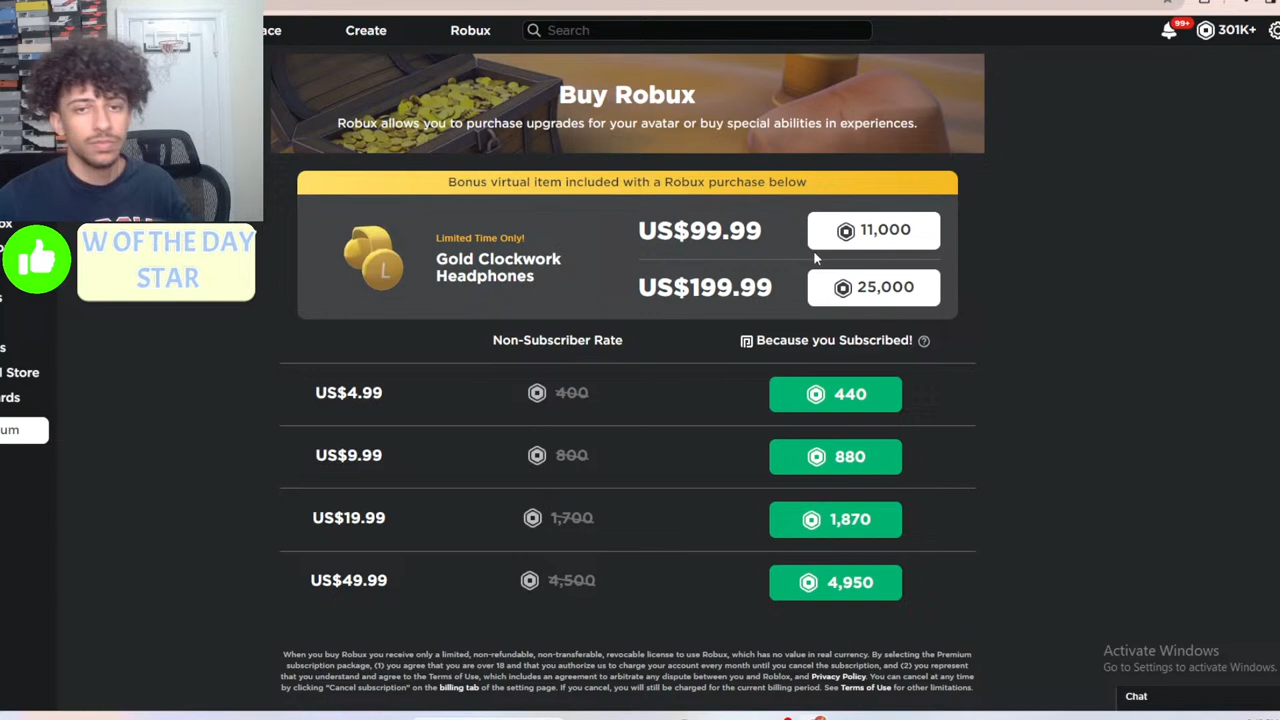 ace
Create
Robux
Search
99+
301K+
Buy Robux
Robux allows you to purchase upgrades for your avatar or buy special abilities in experiences.
Bonus virtual item included with a Robux purchase below
Limited Time Only!
Gold Clockwork
Headphones
L
US$99.99
11,000
US$199.99
25,000
W OF THE DAY
STAR
ox
s
s
l Store
rds
um
Non-Subscriber Rate
Because you Subscribed!
US$4.99
400
440
US$9.99
800
880
US$19.99
1,700
1,870
US$49.99
4,500
4,950
When you buy Robux you receive only a limited, non-refundable, non-transferable, revocable license to use Robux, which has no value in real currency. By selecting the Premium
subscription package, (1) you agree that you are over 18 and that you authorize us to charge your account every month until you cancel the subscription, and (2) you represent
that you understand and agree to the Terms of Use, which includes an agreement to arbitrate any dispute between you and Roblox, and Privacy Policy. You can cancel at any time
by clicking "Cancel subscription" on the billing tab of the setting page. If you cancel, you will still be charged for the current billing period. See Terms of Use for other limitations.
Activate Windows
Go to Settings to activate Windows.
Chat